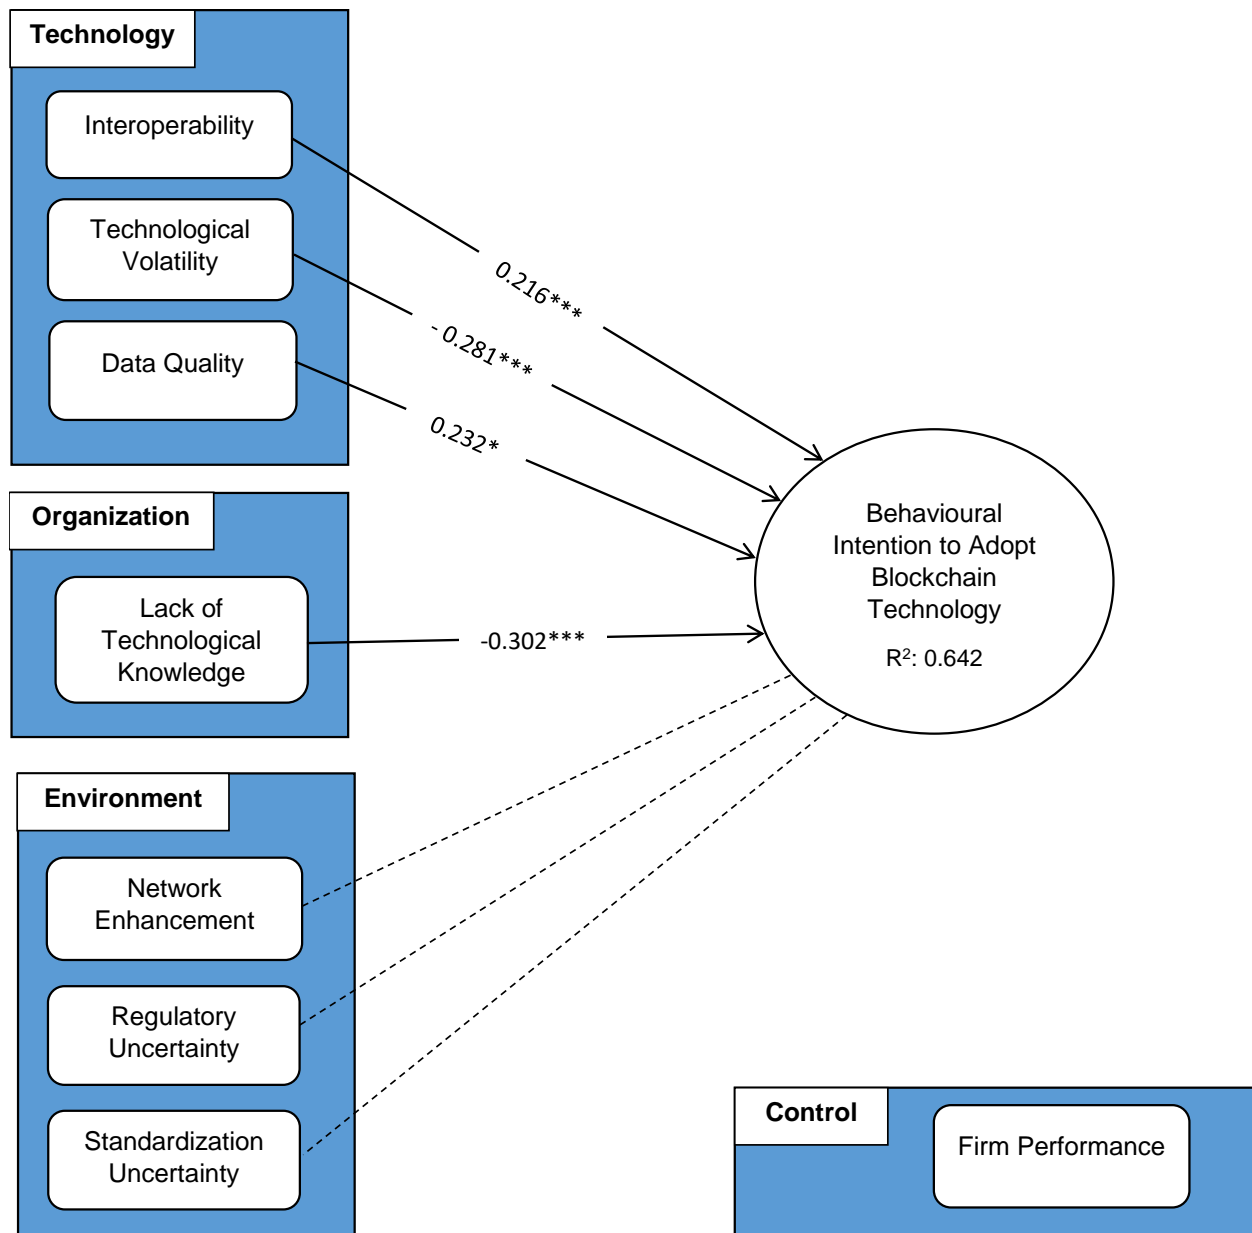 Technology
Interoperability
Technological
Volatility
Data Quality
0.216***
- 0.281***
0.232*
Organization
Lack of
Technological
Knowledge
-0.302***
Behavioural
Intention to Adopt
Blockchain
Technology
R²: 0.642
Environment
Network
Enhancement
Regulatory
Uncertainty
Standardization
Uncertainty
Control
Firm Performance